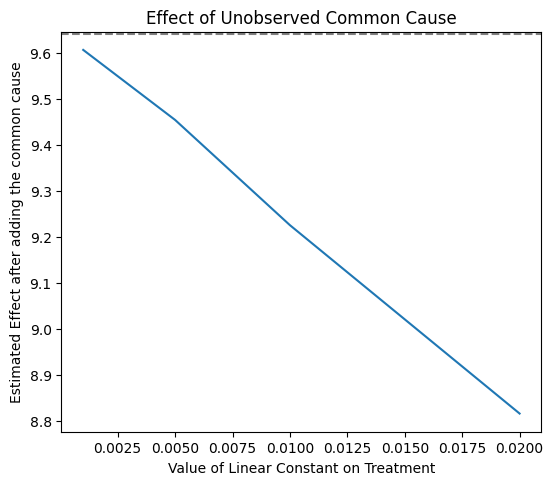 Effect of Unobserved Common Cause
Estimated Effect after adding the common cause
9.6
9.5
9.4
9.3
9.2
9.1
9.0
8.9
8.8
0.0025 0.0050 0.0075 0.0100 0.0125 0.0150 0.0175 0.0200
Value of Linear Constant on Treatment